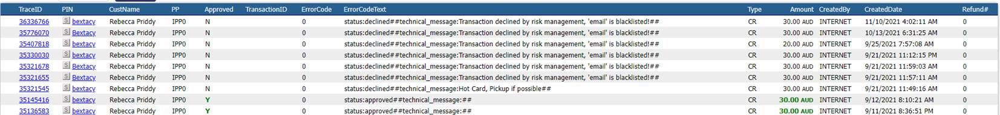 TraceID PIN CustName PP Approved TransactionID ErrorCode ErrorCodeText Type Amount CreatedBy CreatedDate Refund#
36336766 S bextacy Rebecca Priddy IPP0 N 0 status:declined##technical_message:Transaction declined by risk management, 'email' is blacklisted!## CR 30.00 AUD INTERNET 11/10/2021 4:02:11 AM 0
35776070 S Bextacy Rebecca Priddy IPP0 N 0 status:declined##technical_message:Transaction declined by risk management, 'email' is blacklisted!## CR 30.00 AUD INTERNET 10/13/2021 6:31:25 AM 0
35407818 S Bextacy Rebecca Priddy IPP0 N 0 status:declined##technical_message:Transaction declined by risk management, 'email' is blacklisted!## CR 20.00 AUD INTERNET 9/25/2021 7:57:08 AM 0
35330030 S Bextacy Rebecca Priddy IPP0 N 0 status:declined##technical_message:Transaction declined by risk management, 'email' is blacklisted!## CR 30.00 AUD INTERNET 9/21/2021 11:12:15 PM 0
35321678 S Bextacy Rebecca Priddy IPP0 N 0 status:declined##technical_message:Transaction declined by risk management, 'email' is blacklisted!## CR 30.00 AUD INTERNET 9/21/2021 11:59:03 AM 0
35321655 S Bextacy Rebecca Priddy IPP0 N 0 status:declined##technical_message:Transaction declined by risk management, 'email' is blacklisted!## CR 30.00 AUD INTERNET 9/21/2021 11:57:11 AM 0
35321545 S Bextacy Rebecca Priddy IPP0 N 0 status:declined##technical_message:Hot Card, Pickup if possible## CR 30.00 AUD INTERNET 9/21/2021 11:49:16 AM 0
35145416 S bextacy Rebecca Priddy IPP0 Y 0 status:approved##technical_message:## CR 30.00 AUD INTERNET 9/12/2021 8:10:21 AM 0
35136583 S bextacy Rebecca Priddy IPP0 Y 0 status:approved##technical_message:## CR 30.00 AUD INTERNET 9/11/2021 8:36:51 PM 0